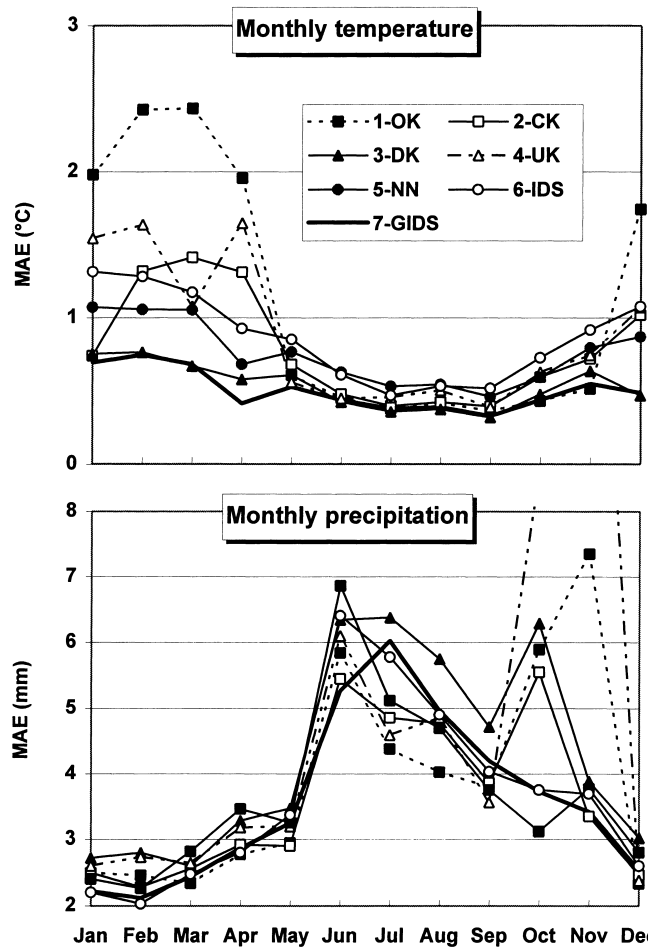 Monthly temperature
3
2
1
0
MAE (°C)
1-OK 2-CK
3-DK 4-UK
5-NN 6-IDS
7-GIDS
Monthly precipitation
8
7
6
5
4
3
2
MAE (mm)
Jan Feb Mar Apr May Jun Jul Aug Sep Oct Nov Dec